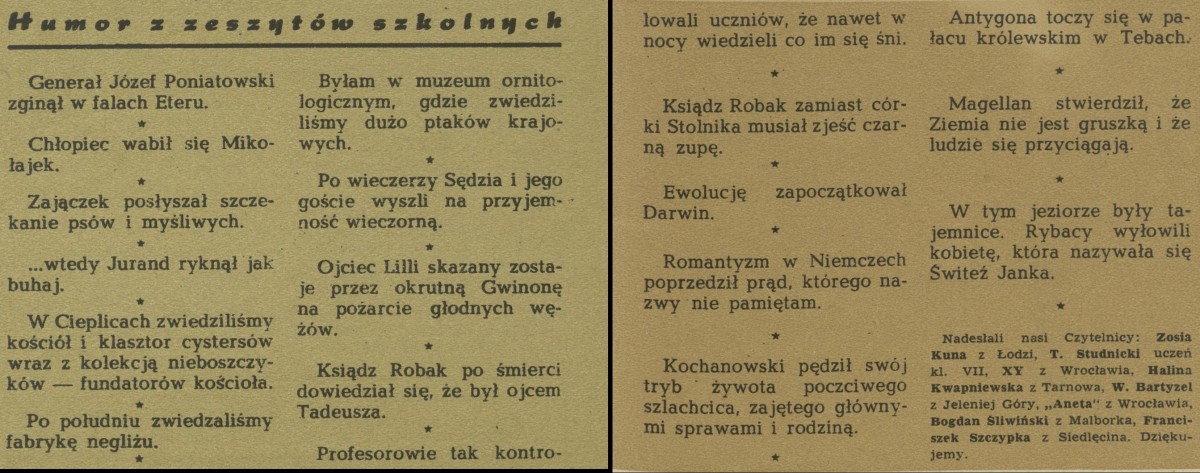 Humor z zeszytów szkolnych
Generał Józef Poniatowski
zginął w falach Eteru.
★
Chłopiec wabił się Miko-
łajek.
★
Zajączek posłyszał szcze-
kanie psów i myśliwych.
★
...wtedy Jurand ryknął jak
buhaj.
★
W Cieplicach zwiedziliśmy
kościół i klasztor cystersów
wraz z kolekcją nieboszczy-
ków — fundatorów kościoła.
★
Po południu zwiedzaliśmy
fabrykę negliżu.
★
Byłam w muzeum ornito-
logicznym, gdzie zwiedzi-
liśmy dużo ptaków krajo-
wych.
★
Po wieczerzy Sędzia i jego
goście wyszli na przyjem-
ność wieczorną.
★
Ojciec Lilli skazany zosta-
je przez okrutną Gwinonę
na pożarcie głodnych wę-
żów.
★
Ksiądz Robak po śmierci
dowiedział się, że był ojcem
Tadeusza.
★
Profesorowie tak kontro-
lowali uczniów, że nawet w
nocy wiedzieli co im się śni.
★
Ksiądz Robak zamiast cór-
ki Stolnika musiał zjeść czar-
ną zupę.
★
Ewolucję zapoczątkował
Darwin.
★
Romantyzm w Niemczech
poprzedził prąd, którego na-
zwy nie pamiętam.
★
Kochanowski pędził swój
tryb żywota poczciwego
szlachcica, zajętego główny-
mi sprawami i rodziną.
★
Antygona toczy się w pa-
łacu królewskim w Tebach.
★
Magellan stwierdził, że
Ziemia nie jest gruszką i że
ludzie się przyciągają.
★
W tym jeziorze były ta-
jemnice. Rybacy wyłowili
kobietę, która nazywała się
Świteź Janka.
★
Nadesłali nasi Czytelnicy: Zosia
Kuna z Łodzi, T. Studnicki uczeń
kl. VII, XY z Wrocławia, Halina
Kwapniewska z Tarnowa, W. Bartyzel
z Jeleniej Góry, „Aneta" z Wrocławia,
Bogdan Śliwiński z Malborka, Franci-
szek Szczypka z Siedlęcina. Dzięku-
jemy.